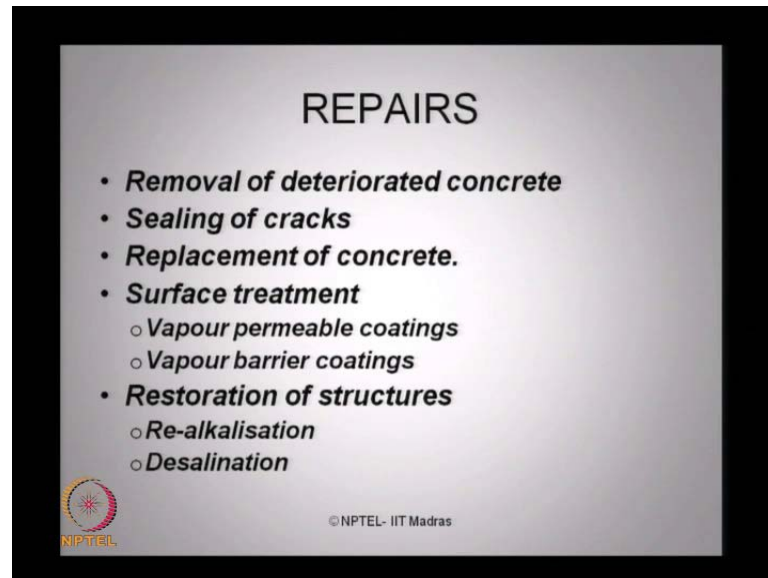 REPAIRS
• Removal of deteriorated concrete
• Sealing of cracks
• Replacement of concrete.
• Surface treatment
o Vapour permeable coatings
o Vapour barrier coatings
• Restoration of structures
o Re-alkalisation
o Desalination
© NPTEL- IIT Madras
NPTEL